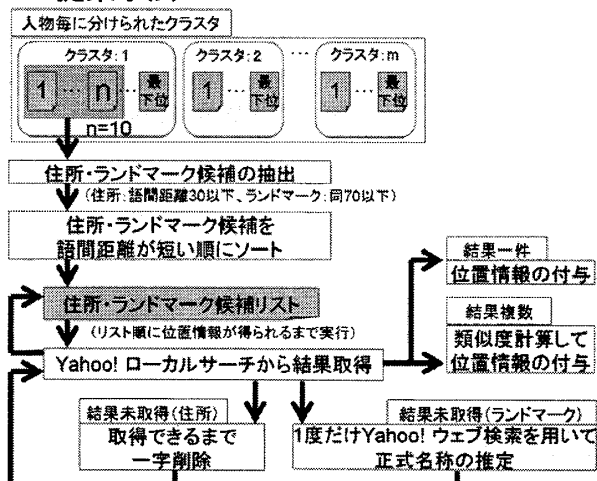 人物毎に分けられたクラスタ
クラスタ:1
クラスタ:2
…
クラスタ:m
1
…
n
…
最下位
1
…
最下位
1
…
最下位
n=10
住所・ランドマーク候補の抽出
(住所:語間距離30以下、ランドマーク:同70以下)
住所・ランドマーク候補を
語間距離が短い順にソート
住所・ランドマーク候補リスト
(リスト順に位置情報が得られるまで実行)
Yahoo! ローカルサーチから結果取得
結果一件
位置情報の付与
結果複数
類似度計算して
位置情報の付与
結果未取得(住所)
取得できるまで
一字削除
結果未取得(ランドマーク)
1度だけYahoo! ウェブ検索を用いて
正式名称の推定